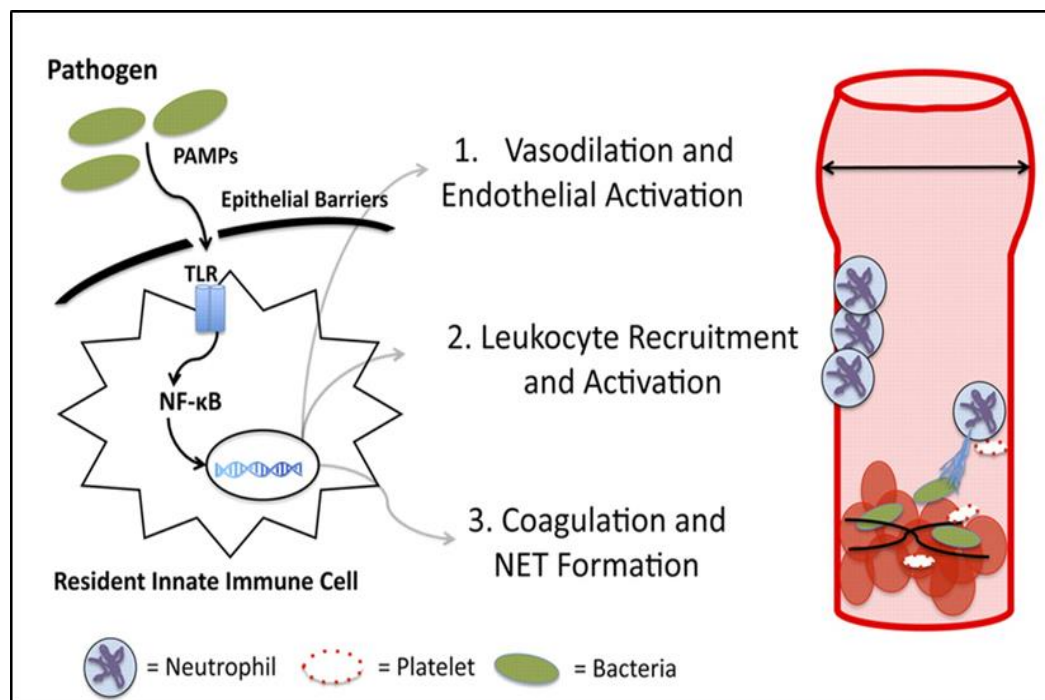 Pathogen
PAMPs
Epithelial Barriers
TLR
NF-κB
Resident Innate Immune Cell
1. Vasodilation and
Endothelial Activation
2. Leukocyte Recruitment
and Activation
3. Coagulation and
NET Formation
= Neutrophil
= Platelet
= Bacteria